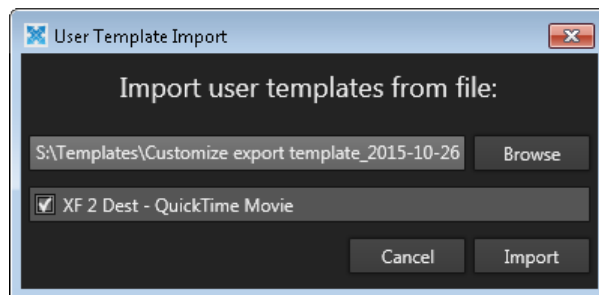 User Template Import
Import user templates from file:
S:\Templates\Customize export template_2015-10-26 Browse
XF 2 Dest - QuickTime Movie
Cancel Import